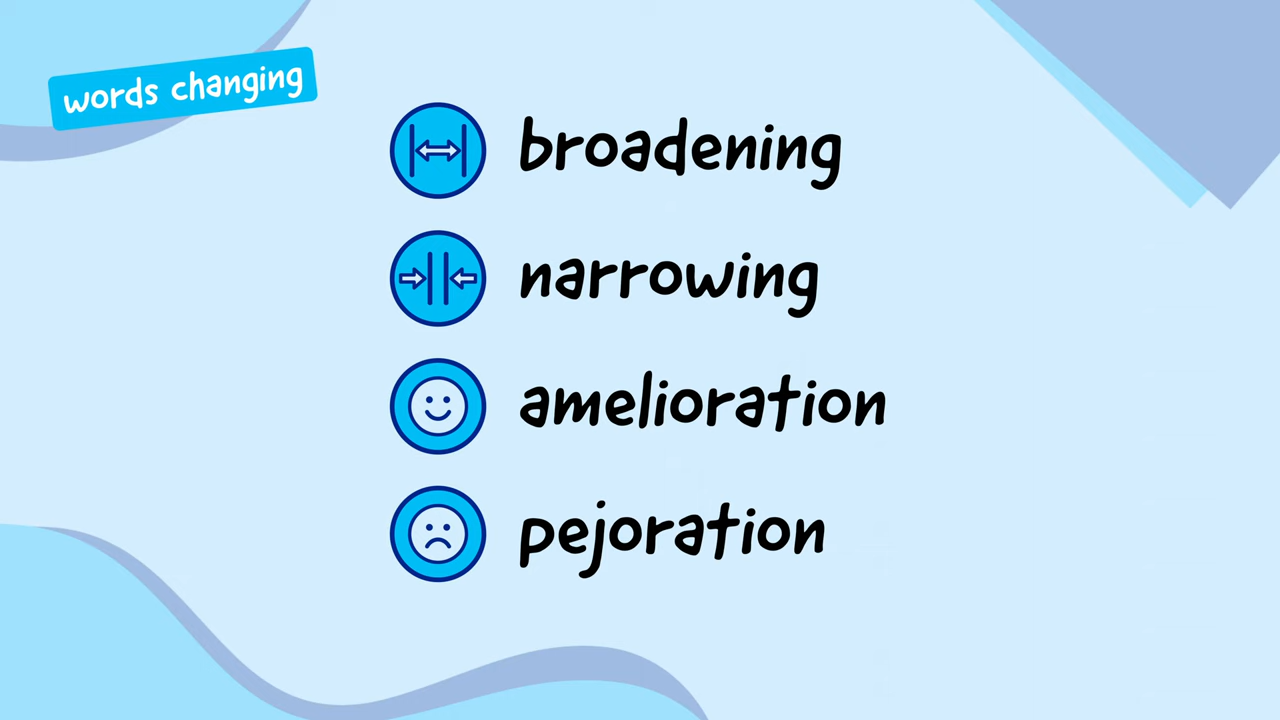 words changing
broadening
narrowing
amelioration
pejoration